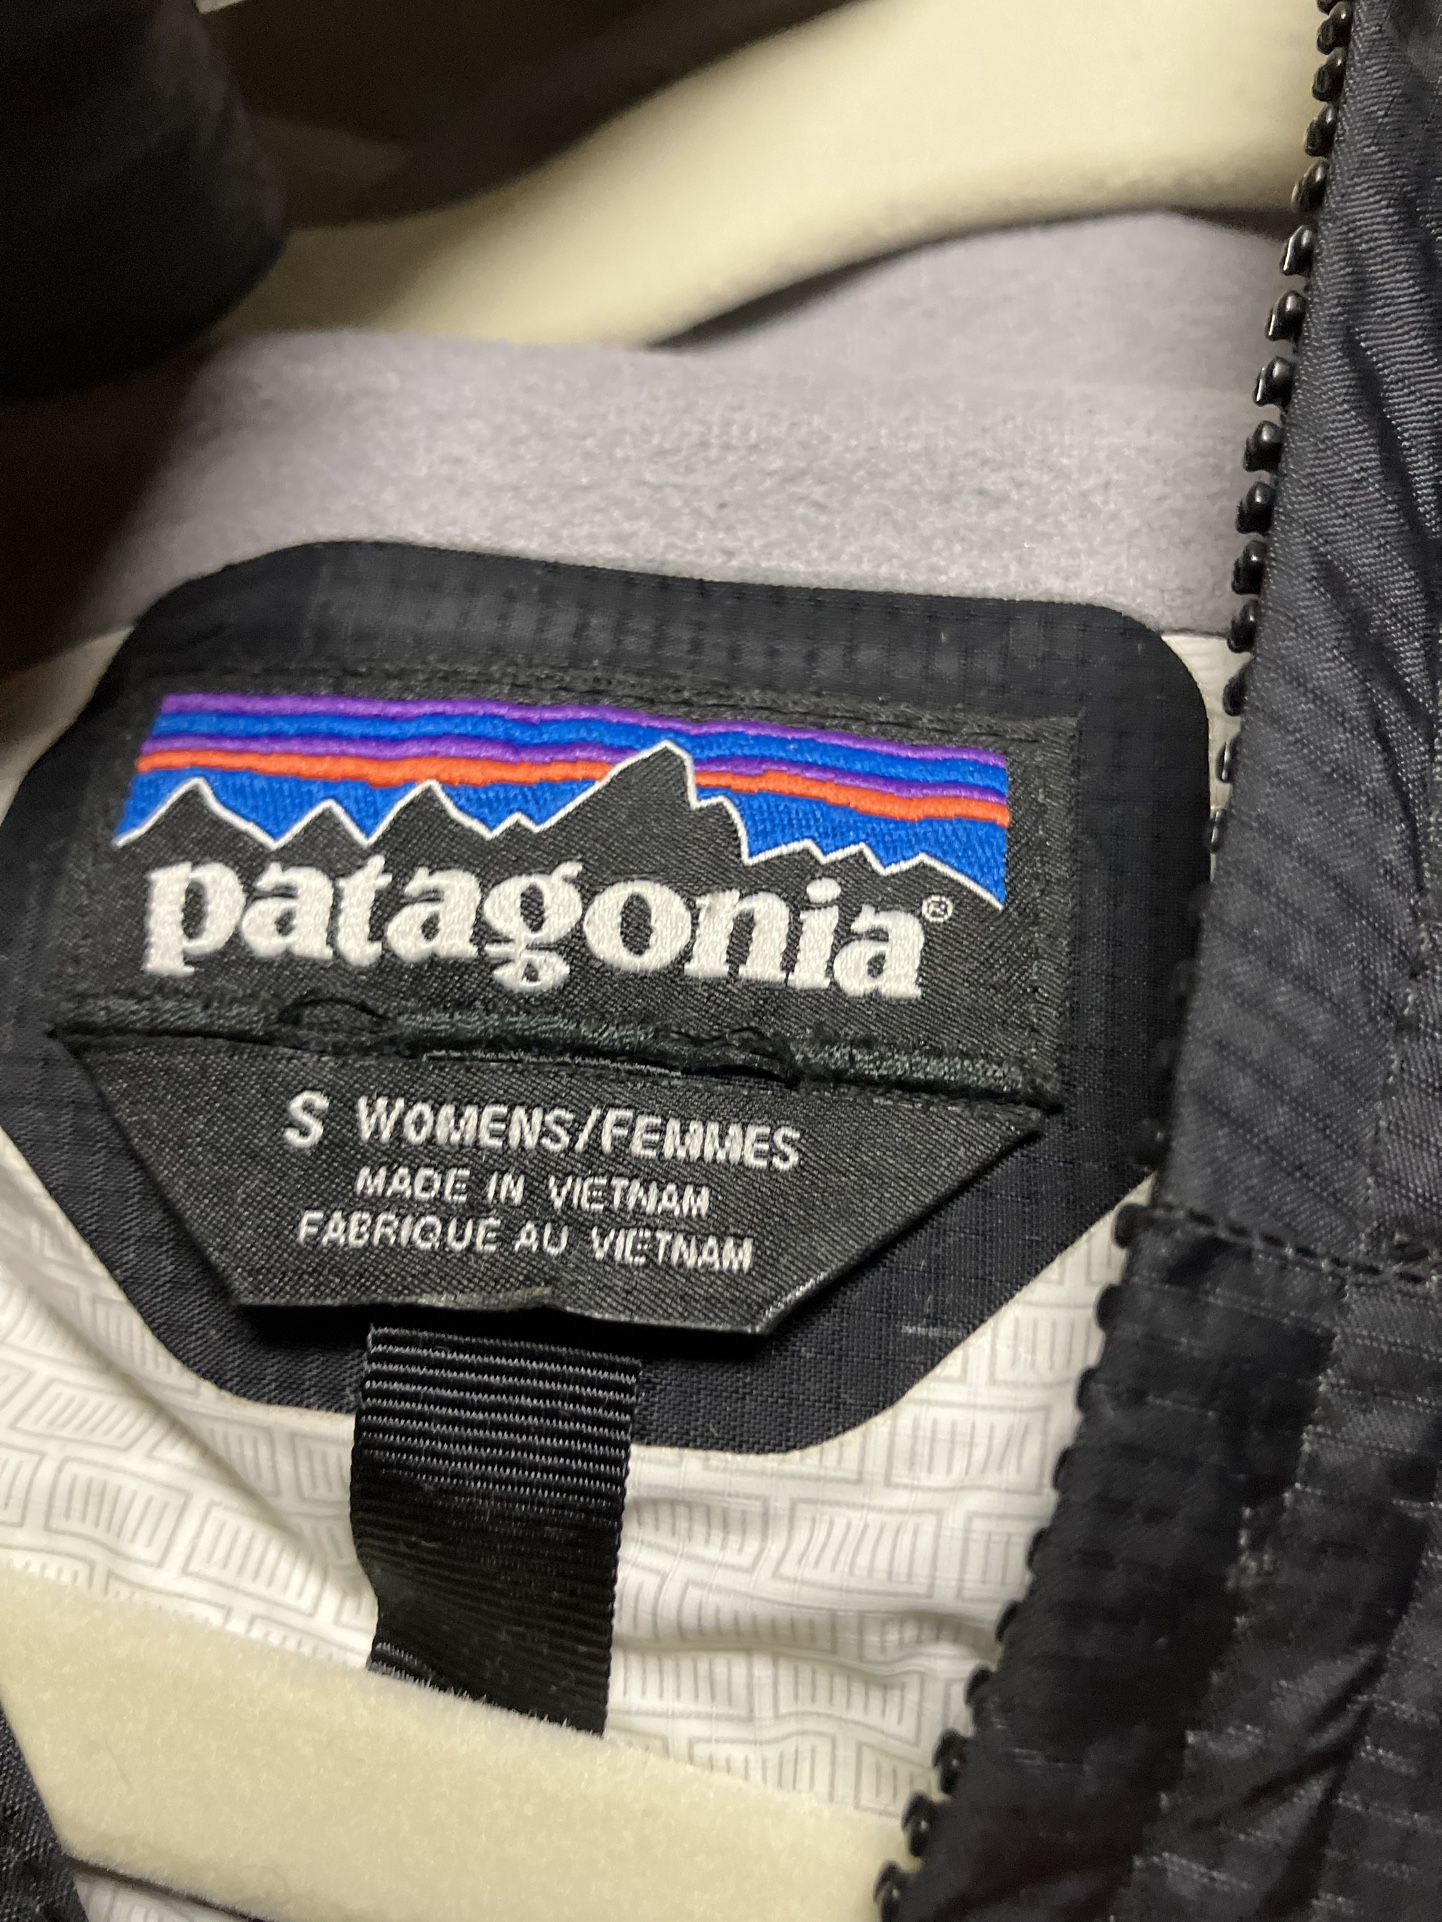 patagonia®
S WOMENS/FEMMES
MADE IN VIETNAM
FABRIQUE AU VIETNAM